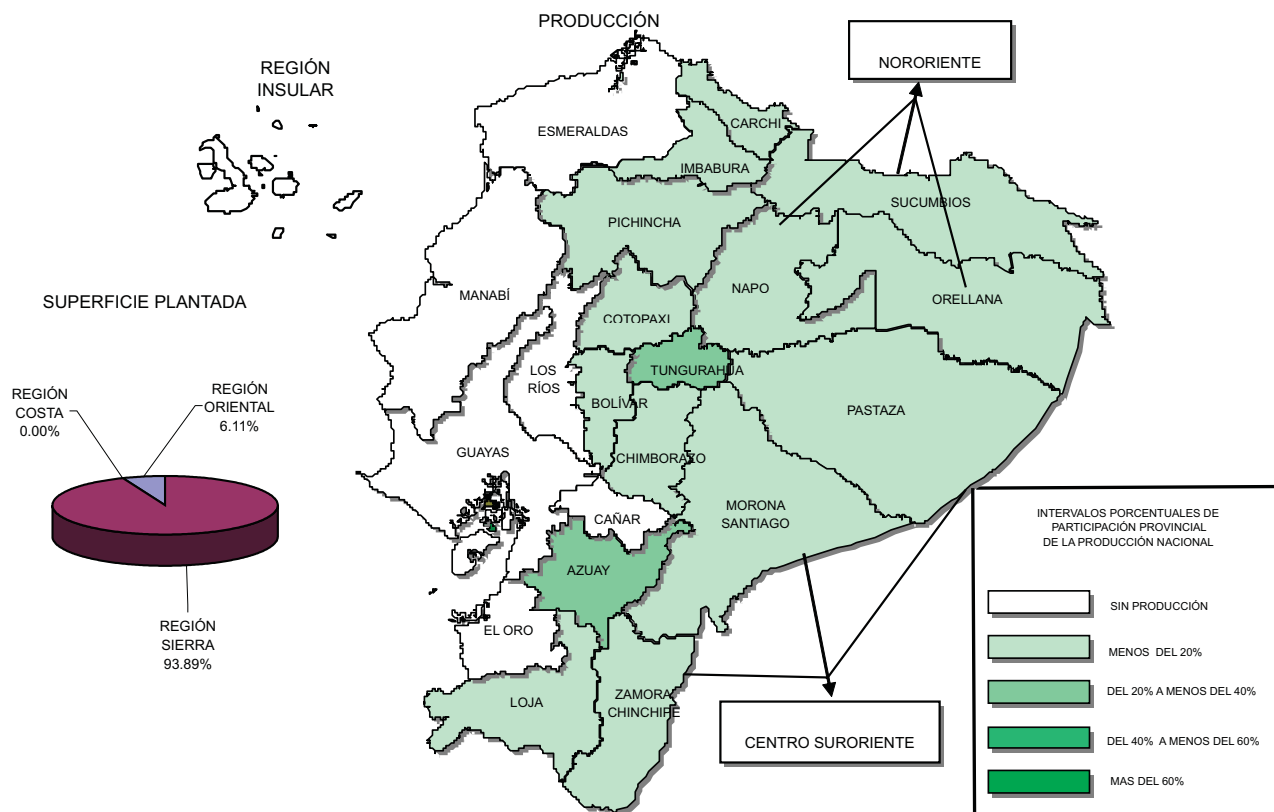 PRODUCCIÓN
REGIÓN
INSULAR
NORORIENTE
ESMERALDAS
CARCHI
IMBABURA
SUCUMBIOS
PICHINCHA
MANABÍ
NAPO
ORELLANA
COTOPAXI
LOS
RÍOS
TUNGURAHUA
BOLÍVAR
PASTAZA
GUAYAS
CHIMBORAZO
MORONA
SANTIAGO
CAÑAR
AZUAY
EL ORO
LOJA
ZAMORA
CHINCHIPE
CENTRO SURORIENTE
SUPERFICIE PLANTADA
REGIÓN
COSTA
0.00%
REGIÓN
ORIENTAL
6.11%
REGIÓN
SIERRA
93.89%
INTERVALOS PORCENTUALES DE
PARTICIPACIÓN PROVINCIAL
DE LA PRODUCCIÓN NACIONAL
SIN PRODUCCIÓN
MENOS DEL 20%
DEL 20% A MENOS DEL 40%
DEL 40% A MENOS DEL 60%
MAS DEL 60%